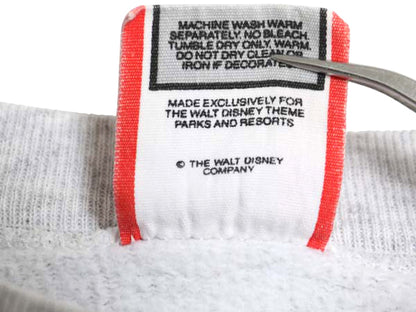 MACHINE WASH WARM
SEPARATELY. NO BLEACH.
TUMBLE DRY ONLY, WARM.
DO NOT DRY CLEAN OR
IRON IF DECORATED.
MADE EXCLUSIVELY FOR
THE WALT DISNEY THEME
PARKS AND RESORTS
© THE WALT DISNEY
COMPANY